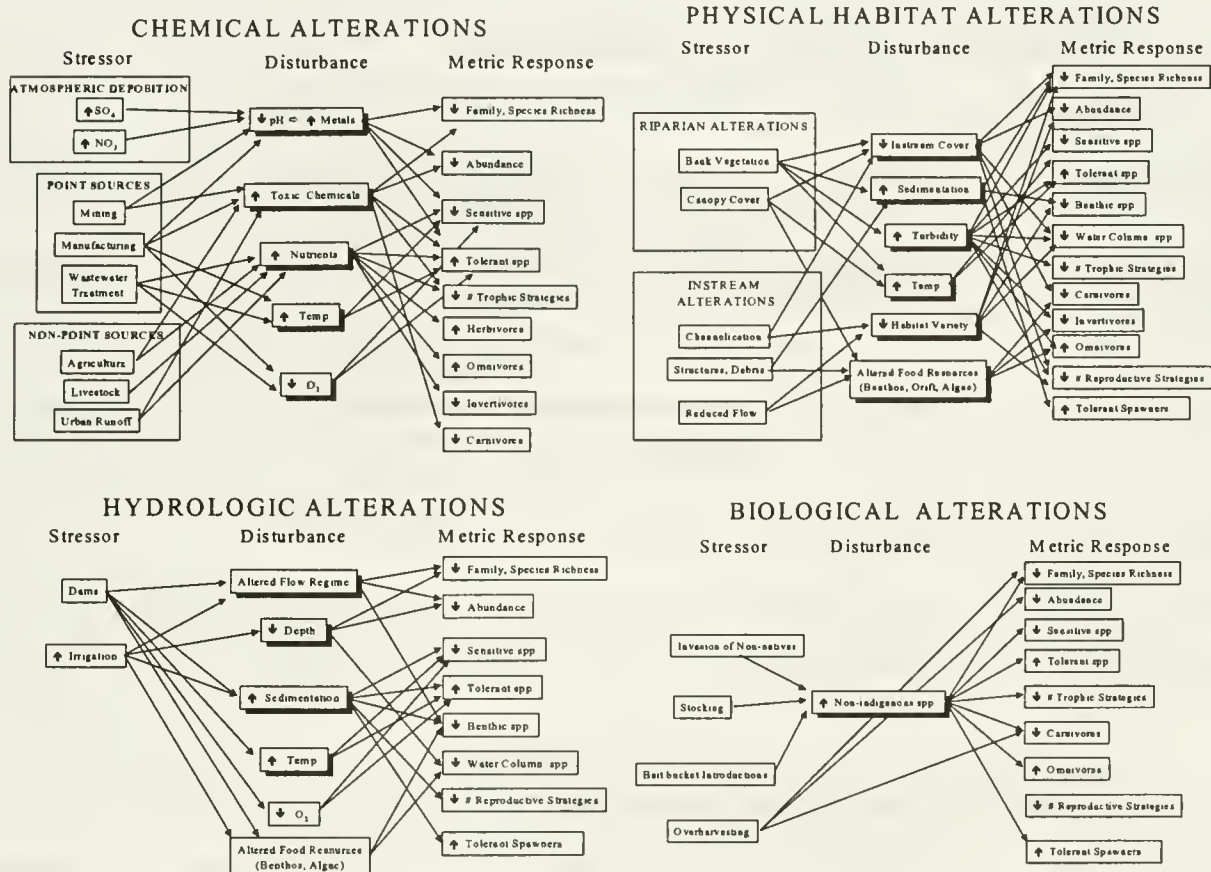 CHEMICAL ALTERATIONS
Stressor
Disturbance
Metric Response
ATMOSPHERIC DEPOSITION
↑ SO₄
↑ NO₃
POINT SOURCES
Mining
Manufacturing
Wastewater
Treatment
NON-POINT SOURCES
Agriculture
Livestock
Urban Runoff
↓ pH ⇨ ↑ Metals
↑ Toxic Chemicals
↑ Nutrients
↑ Temp
↓ O₂
↓ Family, Species Richness
↓ Abundance
↓ Sensitive spp
↑ Tolerant spp
↓ # Trophic Strategies
↑ Herbivores
↑ Omnivores
↓ Invertivores
↓ Carnivores
PHYSICAL HABITAT ALTERATIONS
Stressor
Disturbance
Metric Response
RIPARIAN ALTERATIONS
Bank Vegetation
Canopy Cover
INSTREAM
ALTERATIONS
Channelization
Structures, Debris
Reduced Flow
↓ Instream Cover
↑ Sedimentation
↑ Turbidity
↑ Temp
↓ Habitat Variety
Altered Food Resources
(Benthos, Drift, Algae)
↓ Family, Species Richness
↓ Abundance
↓ Sensitive spp
↑ Tolerant spp
↓ Benthic spp
↓ Water Column spp
↓ # Trophic Strategies
↓ Carnivores
↓ Invertivores
↑ Omnivores
↓ # Reproductive Strategies
↑ Tolerant Spawners
HYDROLOGIC ALTERATIONS
Stressor
Disturbance
Metric Response
Dams
↑ Irrigation
Altered Flow Regime
↓ Depth
↑ Sedimentation
↑ Temp
↓ O₂
Altered Food Resources
(Benthos, Algae)
↓ Family, Species Richness
↓ Abundance
↓ Sensitive spp
↑ Tolerant spp
↓ Benthic spp
↓ Water Column spp
↓ # Reproductive Strategies
↑ Tolerant Spawners
BIOLOGICAL ALTERATIONS
Stressor
Disturbance
Metric Response
Invasion of Non-natives
Stocking
Bait bucket Introductions
Overharvesting
↑ Non-indigenous spp
↓ Family, Species Richness
↓ Abundance
↓ Sensitive spp
↑ Tolerant spp
↓ # Trophic Strategies
↓ Carnivores
↑ Omnivores
↓ # Reproductive Strategies
↑ Tolerant Spawners